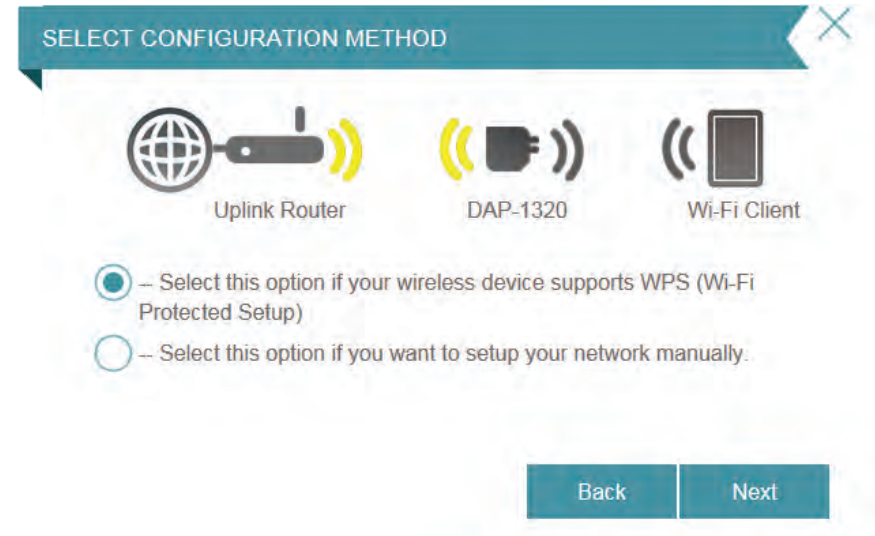 SELECT CONFIGURATION METHOD
Uplink Router
DAP-1320
Wi-Fi Client
-- Select this option if your wireless device supports WPS (Wi-Fi
Protected Setup)
-- Select this option if you want to setup your network manually.
Back
Next